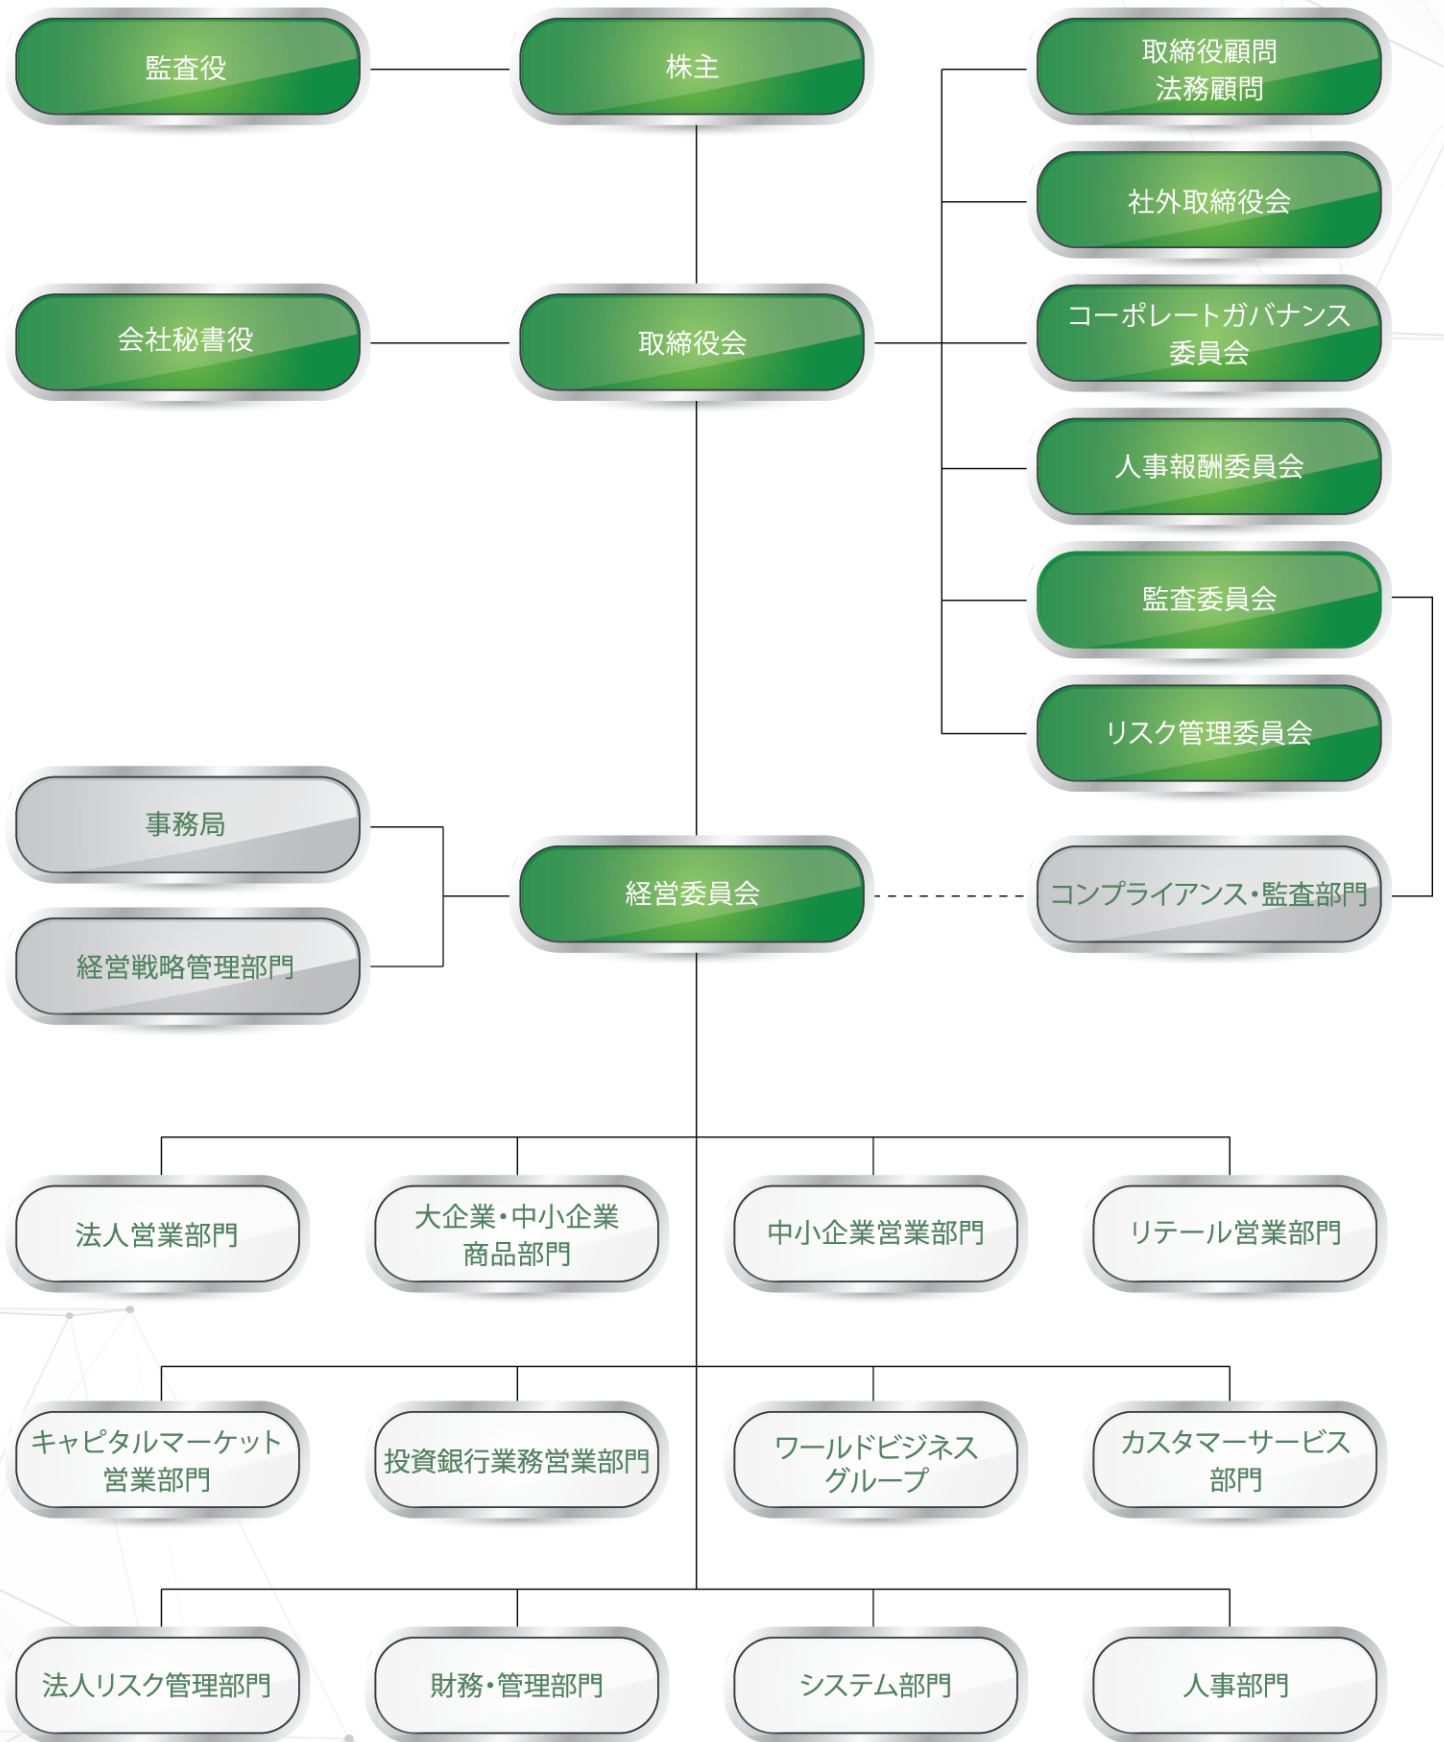 監査役
株主
取締役顧問
法務顧問
社外取締役会
会社秘書役
取締役会
コーポレートガバナンス
委員会
人事報酬委員会
監査委員会
リスク管理委員会
事務局
経営委員会
コンプライアンス・監査部門
経営戦略管理部門
法人営業部門
大企業・中小企業
商品部門
中小企業営業部門
リテール営業部門
キャピタルマーケット
営業部門
投資銀行業務営業部門
ワールドビジネス
グループ
カスタマーサービス
部門
法人リスク管理部門
財務・管理部門
システム部門
人事部門